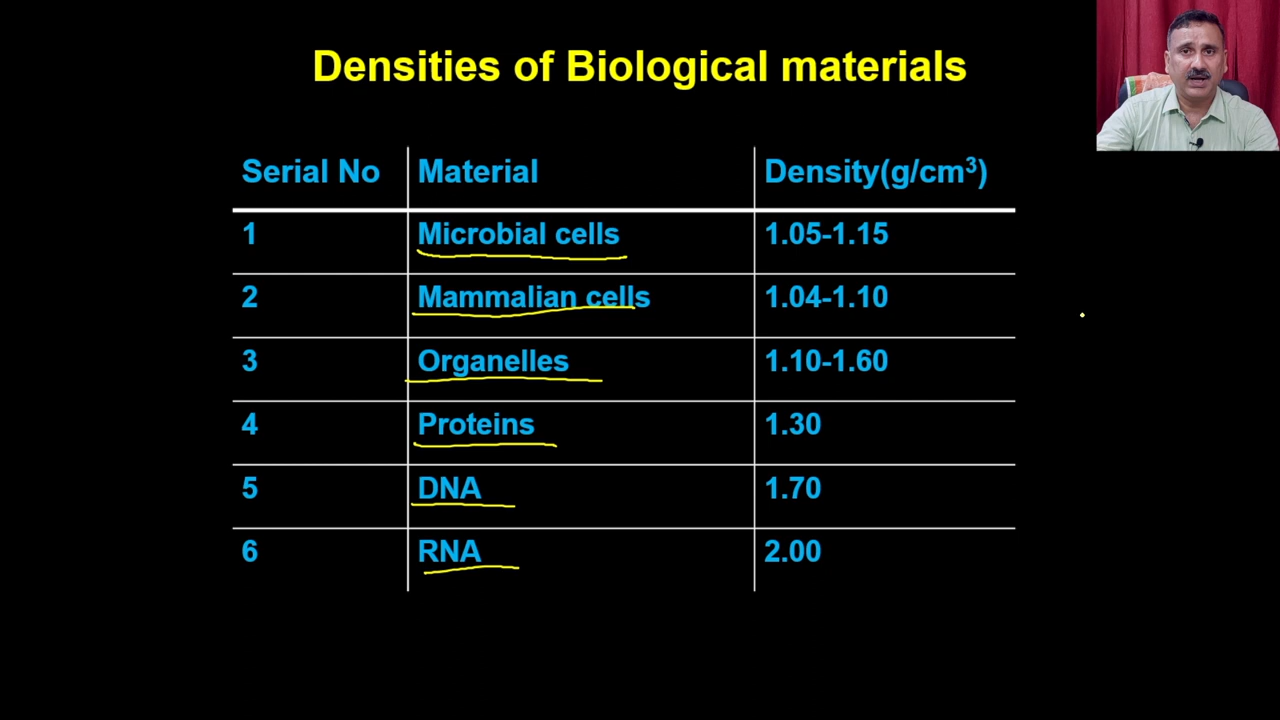 Densities of Biological materials
Serial No Material Density(g/cm³)
1 Microbial cells 1.05-1.15
2 Mammalian cells 1.04-1.10
3 Organelles 1.10-1.60
4 Proteins 1.30
5 DNA 1.70
6 RNA 2.00